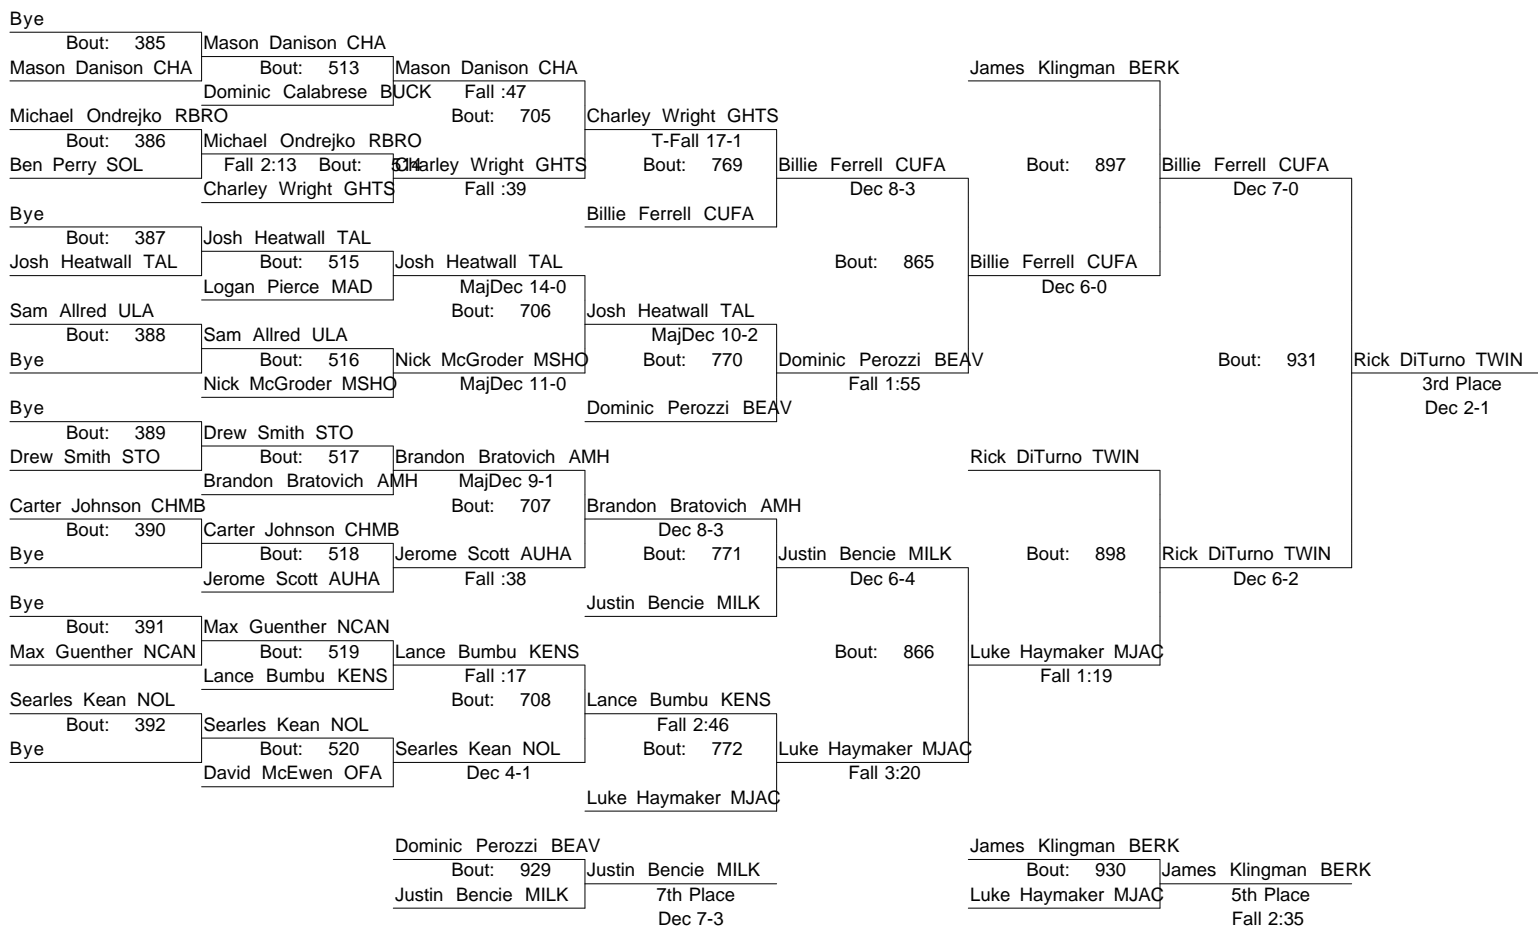 Bye
Bout: 385 Mason Danison CHA
Mason Danison CHA Bout: 513 Mason Danison CHA James Klingman BERK
Dominic Calabrese BUCK Fall :47
Michael Ondrejko RBRO Bout: 705 Charley Wright GHTS
Bout: 386 Michael Ondrejko RBRO T-Fall 17-1
Ben Perry SOL Fall 2:13 Bout: 514 Charley Wright GHTS Bout: 769 Billie Ferrell CUFA Bout: 897 Billie Ferrell CUFA
Charley Wright GHTS Fall :39 Dec 8-3 Dec 7-0
Bye Billie Ferrell CUFA
Bout: 387 Josh Heatwall TAL
Josh Heatwall TAL Bout: 515 Josh Heatwall TAL Bout: 865 Billie Ferrell CUFA
Logan Pierce MAD MajDec 14-0 Dec 6-0
Sam Allred ULA Bout: 706 Josh Heatwall TAL
Bout: 388 Sam Allred ULA MajDec 10-2
Bye Bout: 516 Nick McGroder MSHO Bout: 770 Dominic Perozzi BEAV Bout: 931 Rick DiTurno TWIN
Nick McGroder MSHO MajDec 11-0 Fall 1:55 3rd Place
Bye Dominic Perozzi BEAV Dec 2-1
Bout: 389 Drew Smith STO
Drew Smith STO Bout: 517 Brandon Bratovich AMH Rick DiTurno TWIN
Brandon Bratovich AMH MajDec 9-1
Carter Johnson CHMB Bout: 707 Brandon Bratovich AMH
Bout: 390 Carter Johnson CHMB Dec 8-3
Bye Bout: 518 Jerome Scott AUHA Bout: 771 Justin Bencie MILK Bout: 898 Rick DiTurno TWIN
Jerome Scott AUHA Fall :38 Dec 6-4 Dec 6-2
Bye Justin Bencie MILK
Bout: 391 Max Guenther NCAN
Max Guenther NCAN Bout: 519 Lance Bumbu KENS Bout: 866 Luke Haymaker MJAC
Lance Bumbu KENS Fall :17 Fall 1:19
Searles Kean NOL Bout: 708 Lance Bumbu KENS
Bout: 392 Searles Kean NOL Fall 2:46
Bye Bout: 520 Searles Kean NOL Bout: 772 Luke Haymaker MJAC
David McEwen OFA Dec 4-1 Fall 3:20
Luke Haymaker MJAC
Dominic Perozzi BEAV James Klingman BERK
Bout: 929 Justin Bencie MILK Bout: 930 James Klingman BERK
Justin Bencie MILK 7th Place Luke Haymaker MJAC 5th Place
Dec 7-3 Fall 2:35